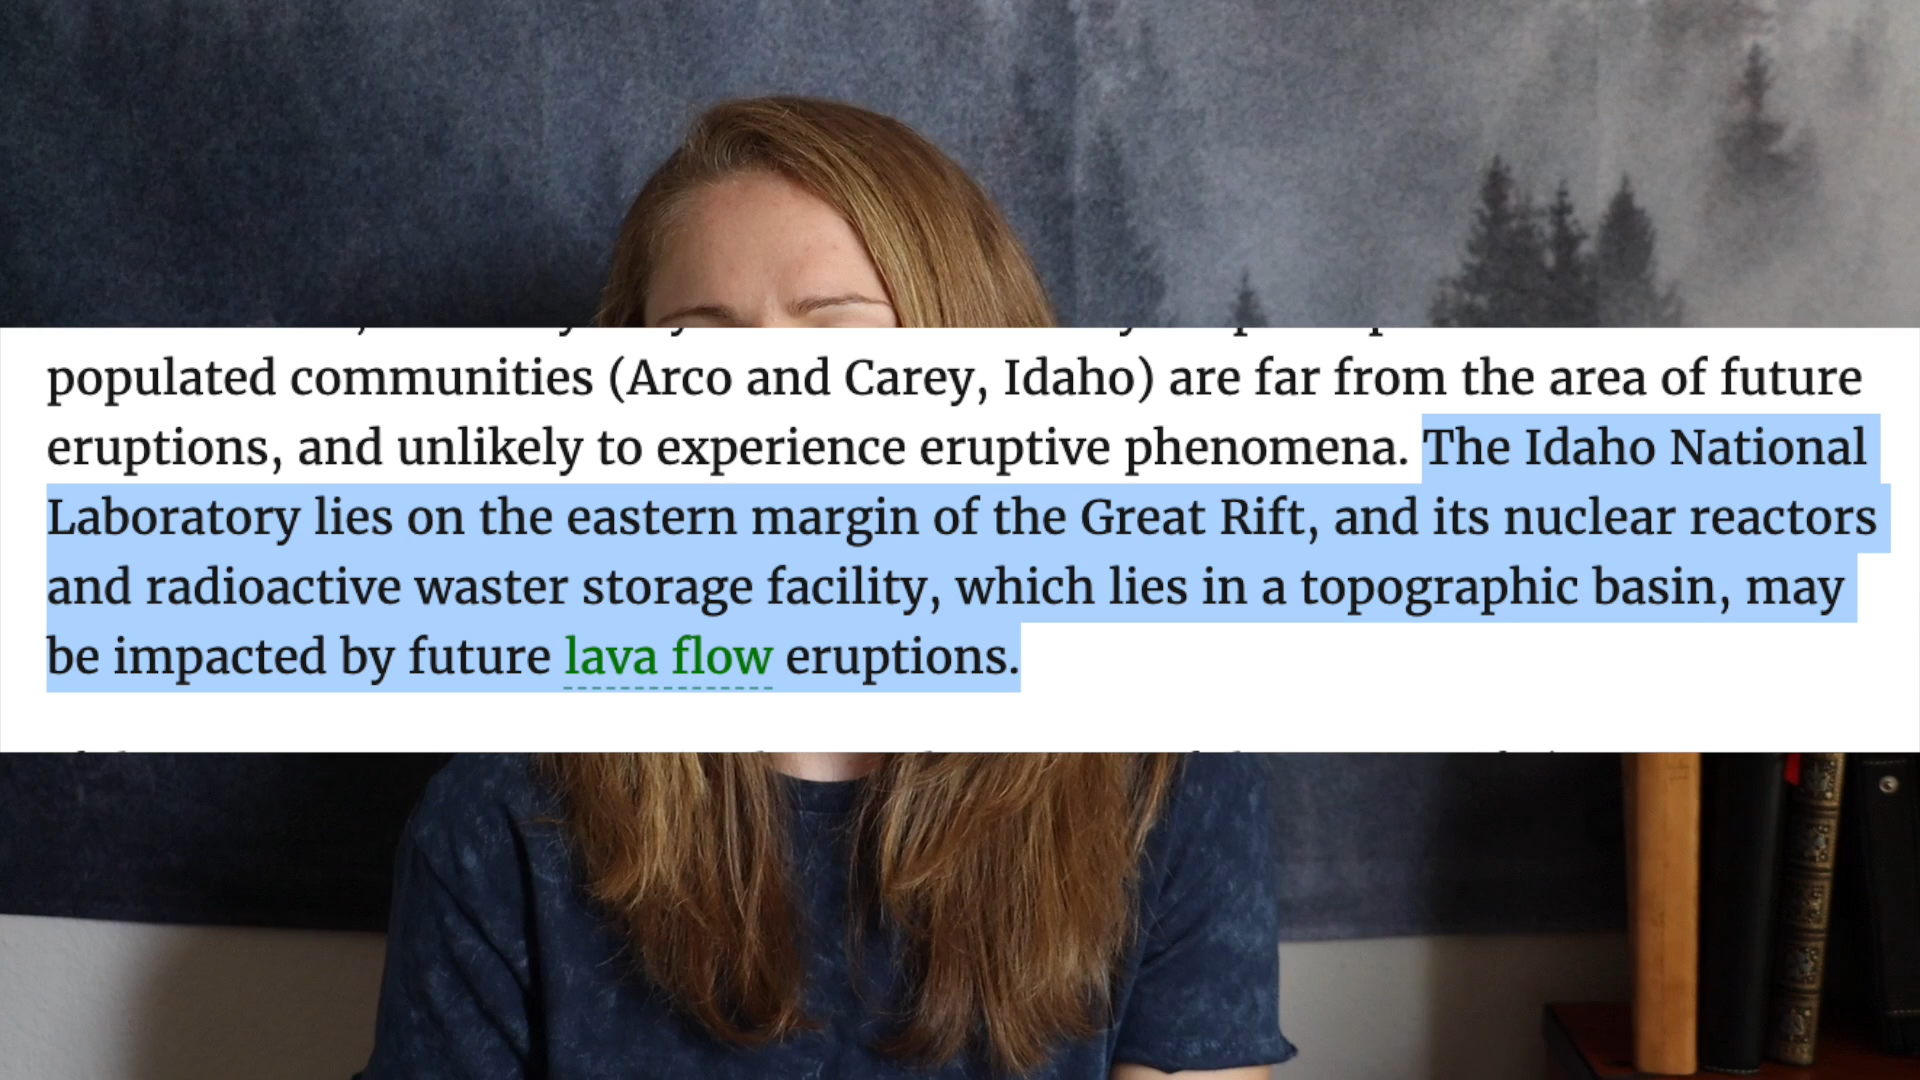 populated communities (Arco and Carey, Idaho) are far from the area of future
eruptions, and unlikely to experience eruptive phenomena. The Idaho National
Laboratory lies on the eastern margin of the Great Rift, and its nuclear reactors
and radioactive waster storage facility, which lies in a topographic basin, may
be impacted by future lava flow eruptions.